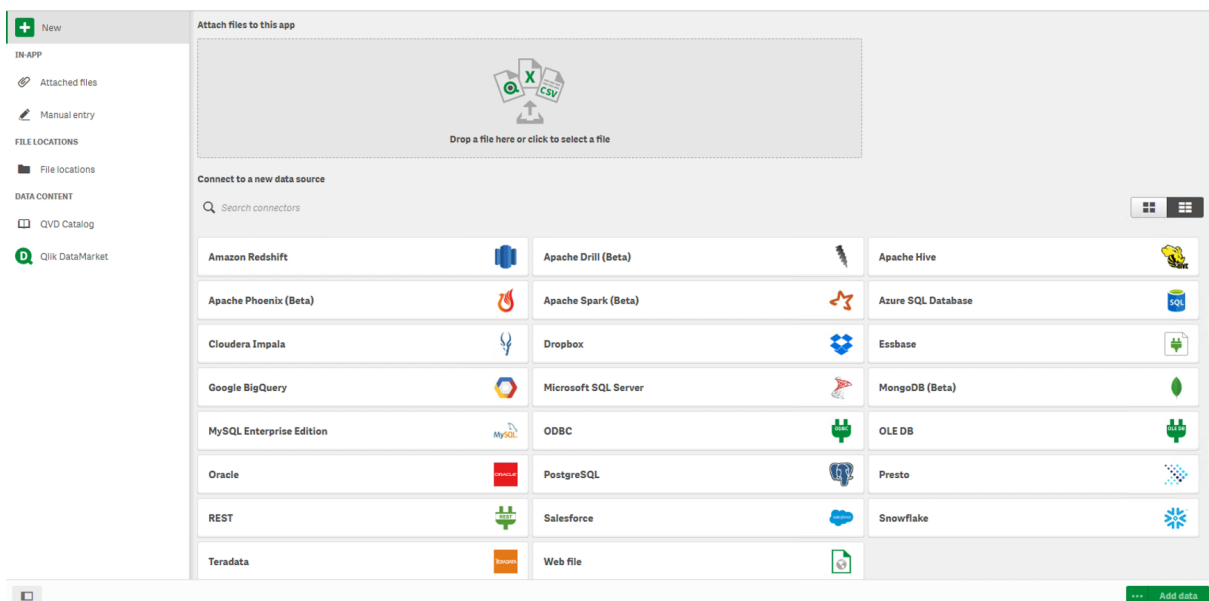 New
IN-APP
Attached files
Manual entry
FILE LOCATIONS
File locations
DATA CONTENT
QVD Catalog
D
Qlik DataMarket
Attach files to this app
X
CSV
Drop a file here or click to select a file
Connect to a new data source
Search connectors
Amazon Redshift
Apache Drill (Beta)
Apache Hive
HIVE
Apache Phoenix (Beta)
Apache Spark (Beta)
Azure SQL Database
SQL
Cloudera Impala
Dropbox
Essbase
Google BigQuery
Microsoft SQL Server
MongoDB (Beta)
MySQL Enterprise Edition
MySQL
ODBC
ODBC
OLE DB
OLE DB
Oracle
ORACLE
PostgreSQL
Presto
REST
REST
Salesforce
salesforce
Snowflake
Teradata
TERADATA
Web file
Add data